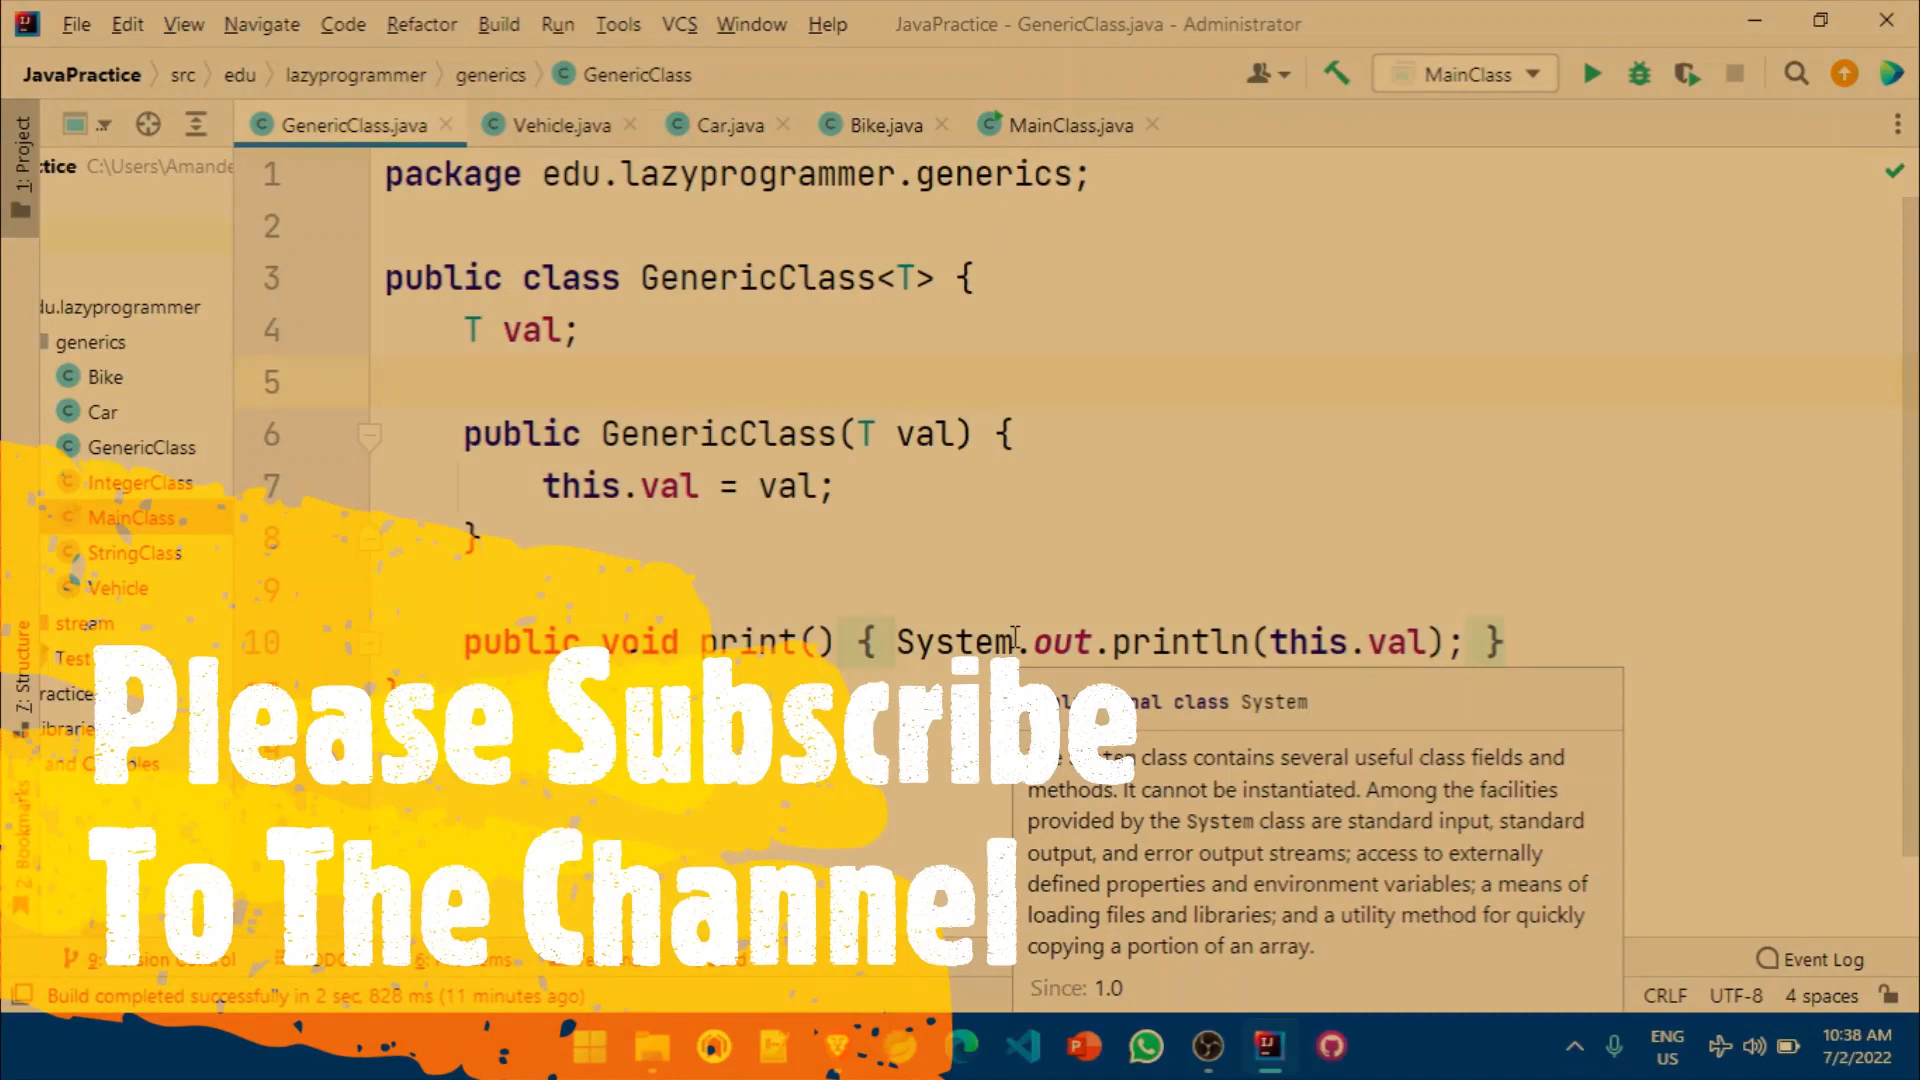 File Edit View Navigate Code Refactor Build Run Tools VCS Window Help JavaPractice - GenericClass.java - Administrator
JavaPractice src edu lazyprogrammer generics GenericClass MainClass
1: Project
GenericClass.java Vehicle.java Car.java Bike.java MainClass.java
C:\Users\Amande
1 package edu.lazyprogrammer.generics;
2
3 public class GenericClass<T> {
4 T val;
5
6 public GenericClass(T val) {
7 this.val = val;
8 }
9
10 public void print() { System.out.println(this.val); }
generics
Bike
Car
GenericClass
IntegerClass
MainClass
StringClass
Vehicle
stream
Test
7: Structure
2: Bookmarks
Please Subscribe
To The Channel
class System
class contains several useful class fields and
methods. It cannot be instantiated. Among the facilities
provided by the System class are standard input, standard
output, and error output streams; access to externally
defined properties and environment variables; a means of
loading files and libraries; and a utility method for quickly
copying a portion of an array.
Since: 1.0
Event Log
Build completed successfully in 2 sec, 828 ms (11 minutes ago)
CRLF UTF-8 4 spaces
ENG
US
10:38 AM
7/2/2022